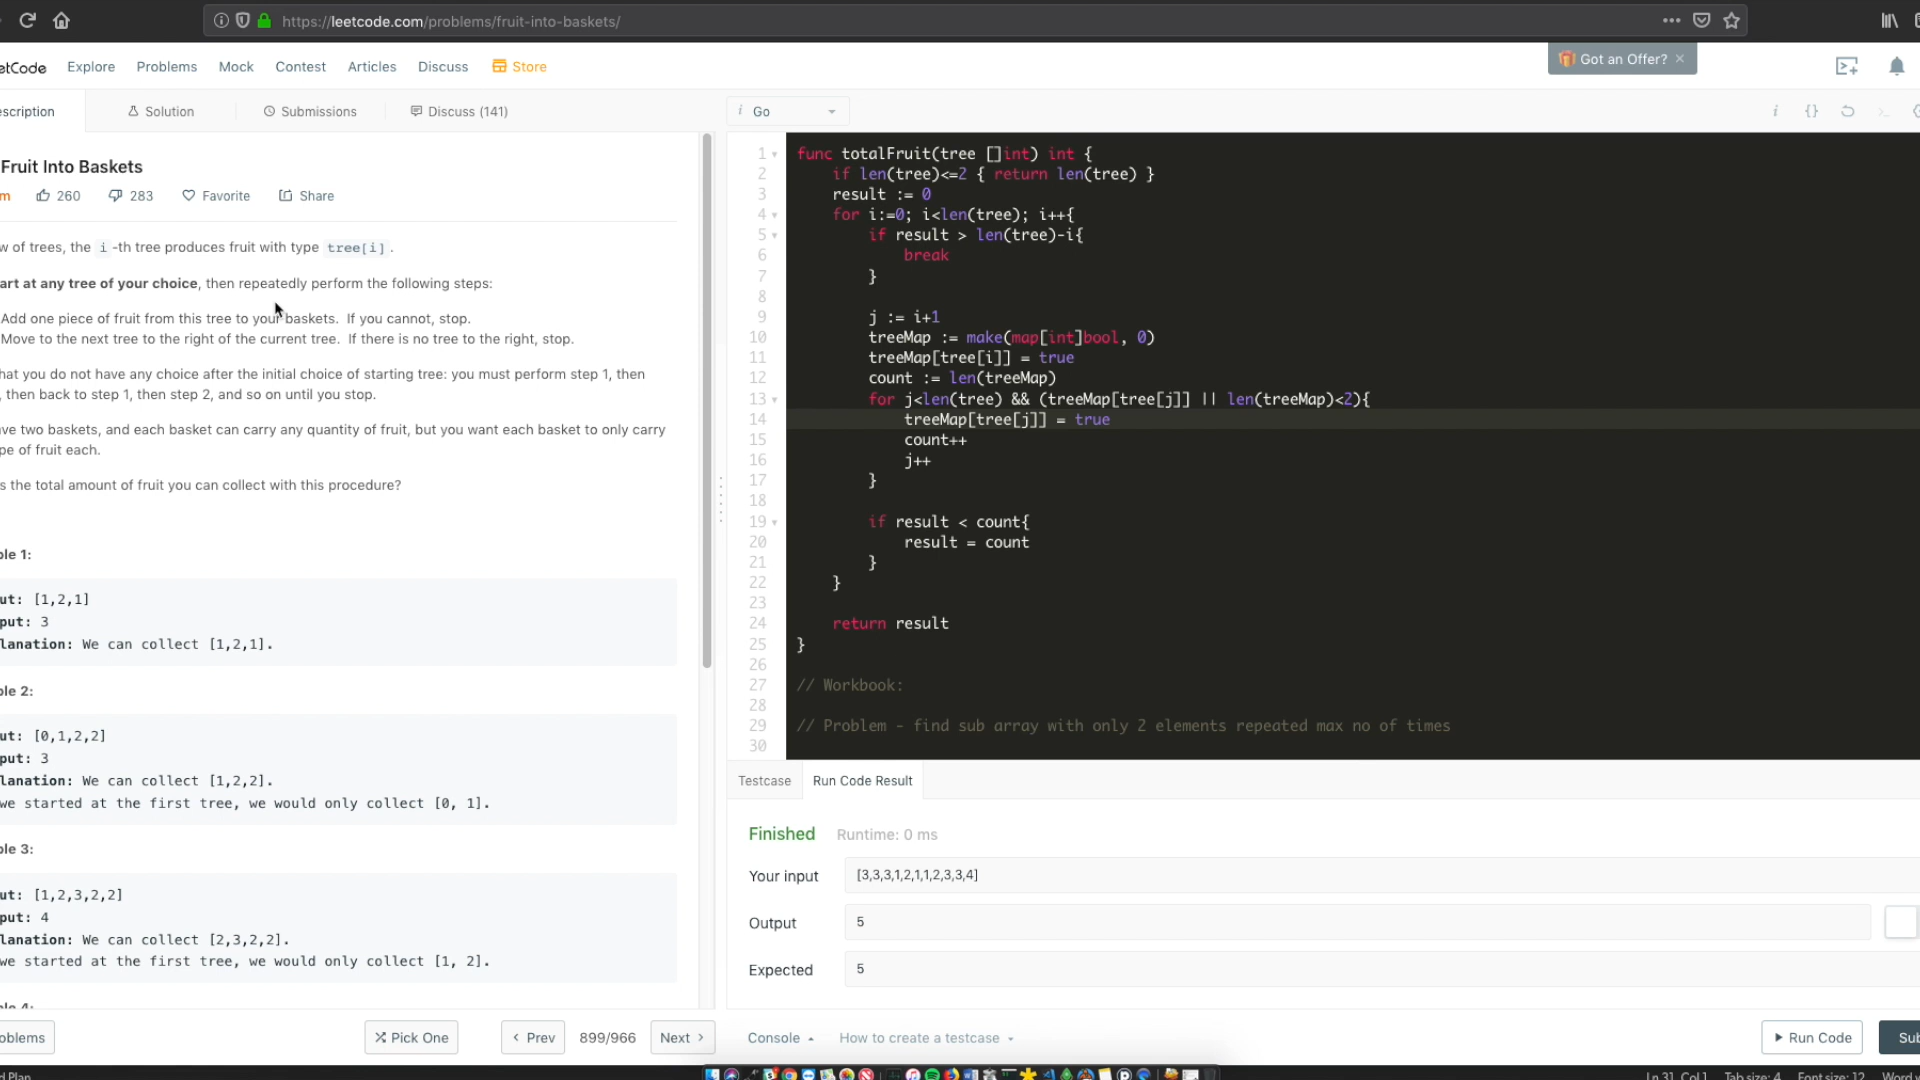 https://leetcode.com/problems/fruit-into-baskets/
etCode Explore Problems Mock Contest Articles Discuss Store
Got an Offer? ×
escription Solution Submissions Discuss (141)
i Go
Fruit Into Baskets
m 260 283 Favorite Share
w of trees, the i -th tree produces fruit with type tree[i] .
art at any tree of your choice, then repeatedly perform the following steps:
Add one piece of fruit from this tree to your baskets. If you cannot, stop.
Move to the next tree to the right of the current tree. If there is no tree to the right, stop.
hat you do not have any choice after the initial choice of starting tree: you must perform step 1, then
, then back to step 1, then step 2, and so on until you stop.
ve two baskets, and each basket can carry any quantity of fruit, but you want each basket to only carry
pe of fruit each.
s the total amount of fruit you can collect with this procedure?
ple 1:
ut: [1,2,1]
put: 3
lanation: We can collect [1,2,1].
ple 2:
ut: [0,1,2,2]
put: 3
lanation: We can collect [1,2,2].
we started at the first tree, we would only collect [0, 1].
ple 3:
ut: [1,2,3,2,2]
put: 4
lanation: We can collect [2,3,2,2].
we started at the first tree, we would only collect [1, 2].
ple 4:
oblems Pick One Prev 899/966 Next
1 func totalFruit(tree []int) int {
2 if len(tree)<=2 { return len(tree) }
3 result := 0
4 for i:=0; i<len(tree); i++{
5 if result > len(tree)-i{
6 break
7 }
8
9 j := i+1
10 treeMap := make(map[int]bool, 0)
11 treeMap[tree[i]] = true
12 count := len(treeMap)
13 for j<len(tree) && (treeMap[tree[j]] || len(treeMap)<2){
14 treeMap[tree[j]] = true
15 count++
16 j++
17 }
18
19 if result < count{
20 result = count
21 }
22 }
23
24 return result
25 }
26
27 // Workbook:
28
29 // Problem - find sub array with only 2 elements repeated max no of times
30
Testcase Run Code Result
Finished Runtime: 0 ms
Your input [3,3,3,1,2,1,1,2,3,3,4]
Output 5
Expected 5
Console How to create a testcase Run Code Sub
d Plan Ln 31, Col 1 Tab size: 4 Font size: 12 Word w